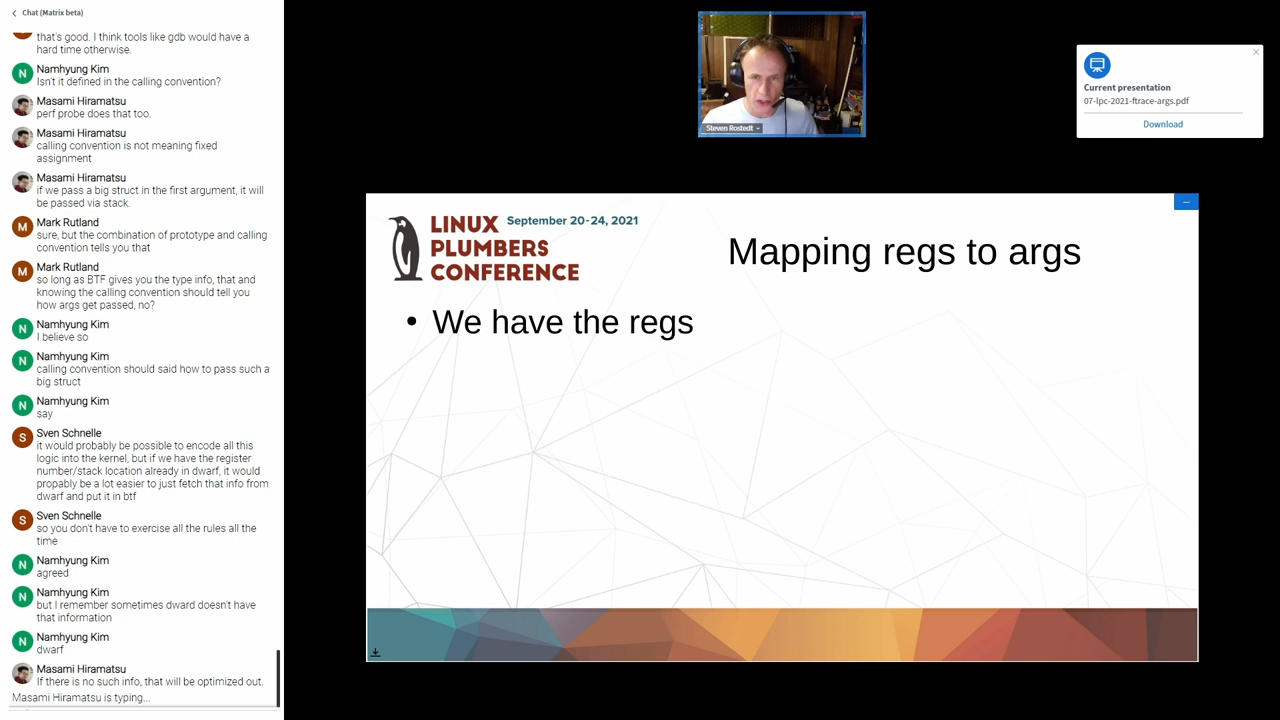 Chat (Matrix beta)
that's good. I think tools like gdb would have a
hard time otherwise.
Namhyung Kim
Isn't it defined in the calling convention?
Masami Hiramatsu
perf probe does that too.
Masami Hiramatsu
calling convention is not meaning fixed
assignment
Masami Hiramatsu
if we pass a big struct in the first argument, it will
be passed via stack.
Mark Rutland
sure, but the combination of prototype and calling
convention tells you that
Mark Rutland
so long as BTF gives you the type info, that and
knowing the calling convention should tell you
how args get passed, no?
Namhyung Kim
I believe so
Namhyung Kim
calling convention should said how to pass such a
big struct
Namhyung Kim
say
Sven Schnelle
it would probably be possible to encode all this
logic into the kernel, but if we have the register
number/stack location already in dwarf, it would
propably be a lot easier to just fetch that info from
dwarf and put it in btf
Sven Schnelle
so you don't have to exercise all the rules all the
time
Namhyung Kim
agreed
Namhyung Kim
but I remember sometimes dward doesn't have
that information
Namhyung Kim
dwarf
Masami Hiramatsu
If there is no such info, that will be optimized out.
Masami Hiramatsu is typing...
Steven Rostedt
Current presentation
07-lpc-2021-ftrace-args.pdf
Download
LINUX September 20-24, 2021
PLUMBERS
CONFERENCE
Mapping regs to args
• We have the regs
N
N
M
M
N
N
N
S
S
N
N
N